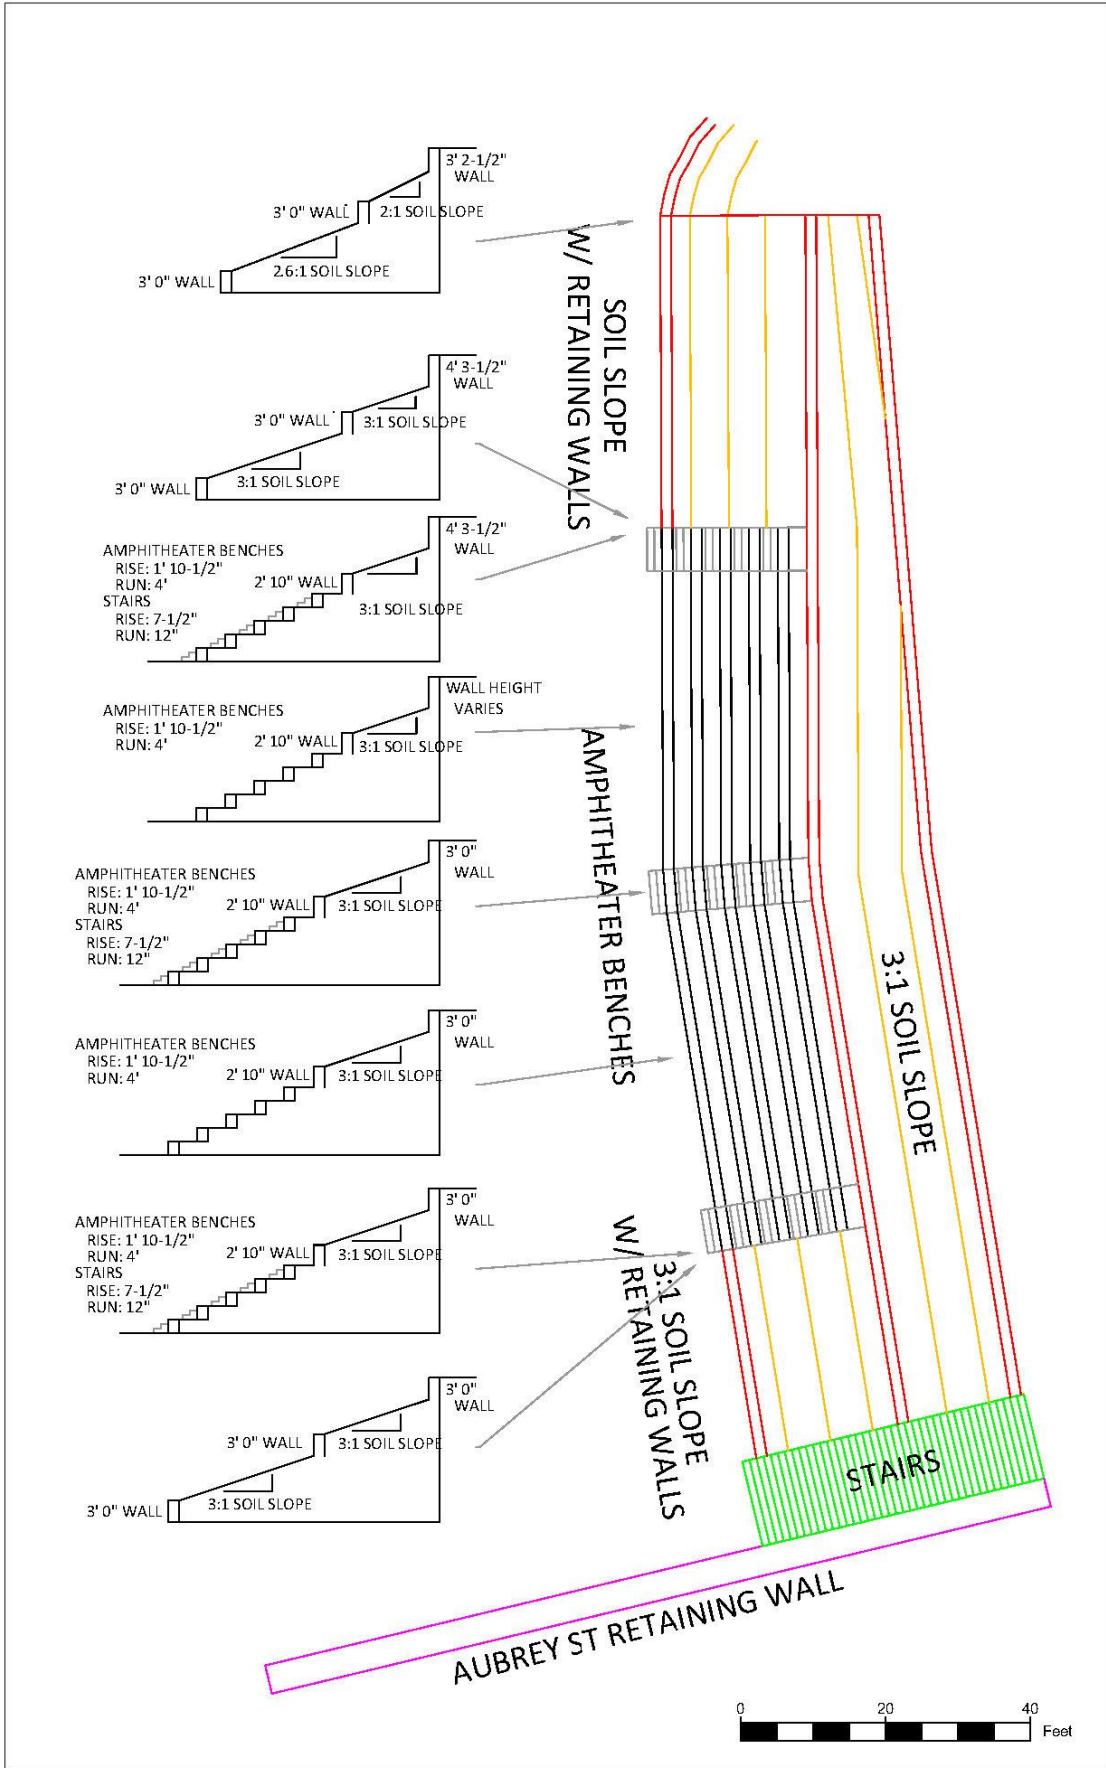 3' 2-1/2"
WALL
3' 0" WALL
2:1 SOIL SLOPE
2.6:1 SOIL SLOPE
3' 0" WALL
4' 3-1/2"
WALL
3' 0" WALL
3:1 SOIL SLOPE
3:1 SOIL SLOPE
3' 0" WALL
4' 3-1/2"
WALL
AMPHITHEATER BENCHES
RISE: 1' 10-1/2"
RUN: 4'
STAIRS
RISE: 7-1/2"
RUN: 12"
2' 10" WALL
3:1 SOIL SLOPE
WALL HEIGHT
VARIES
AMPHITHEATER BENCHES
RISE: 1' 10-1/2"
RUN: 4'
2' 10" WALL
3:1 SOIL SLOPE
3' 0"
WALL
AMPHITHEATER BENCHES
RISE: 1' 10-1/2"
RUN: 4'
STAIRS
RISE: 7-1/2"
RUN: 12"
2' 10" WALL
3:1 SOIL SLOPE
3' 0"
WALL
AMPHITHEATER BENCHES
RISE: 1' 10-1/2"
RUN: 4'
2' 10" WALL
3:1 SOIL SLOPE
3' 0"
WALL
AMPHITHEATER BENCHES
RISE: 1' 10-1/2"
RUN: 4'
STAIRS
RISE: 7-1/2"
RUN: 12"
2' 10" WALL
3:1 SOIL SLOPE
3' 0"
WALL
3' 0" WALL
3:1 SOIL SLOPE
3:1 SOIL SLOPE
3' 0" WALL
SOIL SLOPE
W/ RETAINING WALLS
AMPHITHEATER BENCHES
3:1 SOIL SLOPE
W/ RETAINING WALLS
3:1 SOIL SLOPE
STAIRS
AUBREY ST RETAINING WALL
0 20 40
Feet